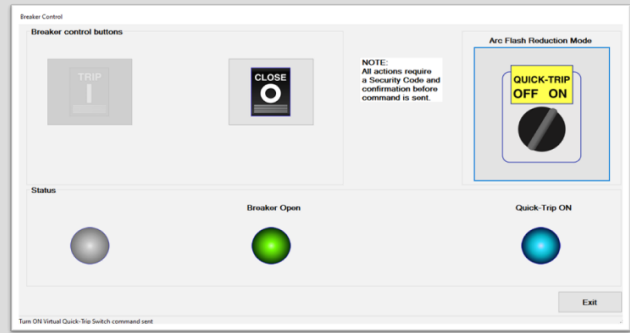 Breaker Control
Breaker control buttons
TRIP
I
CLOSE
O
NOTE:
All actions require
a Security Code and
confirmation before
command is sent.
Arc Flash Reduction Mode
QUICK-TRIP
OFF ON
Status
Breaker Open
Quick-Trip ON
Exit
Turn ON Virtual Quick-Trip Switch command sent